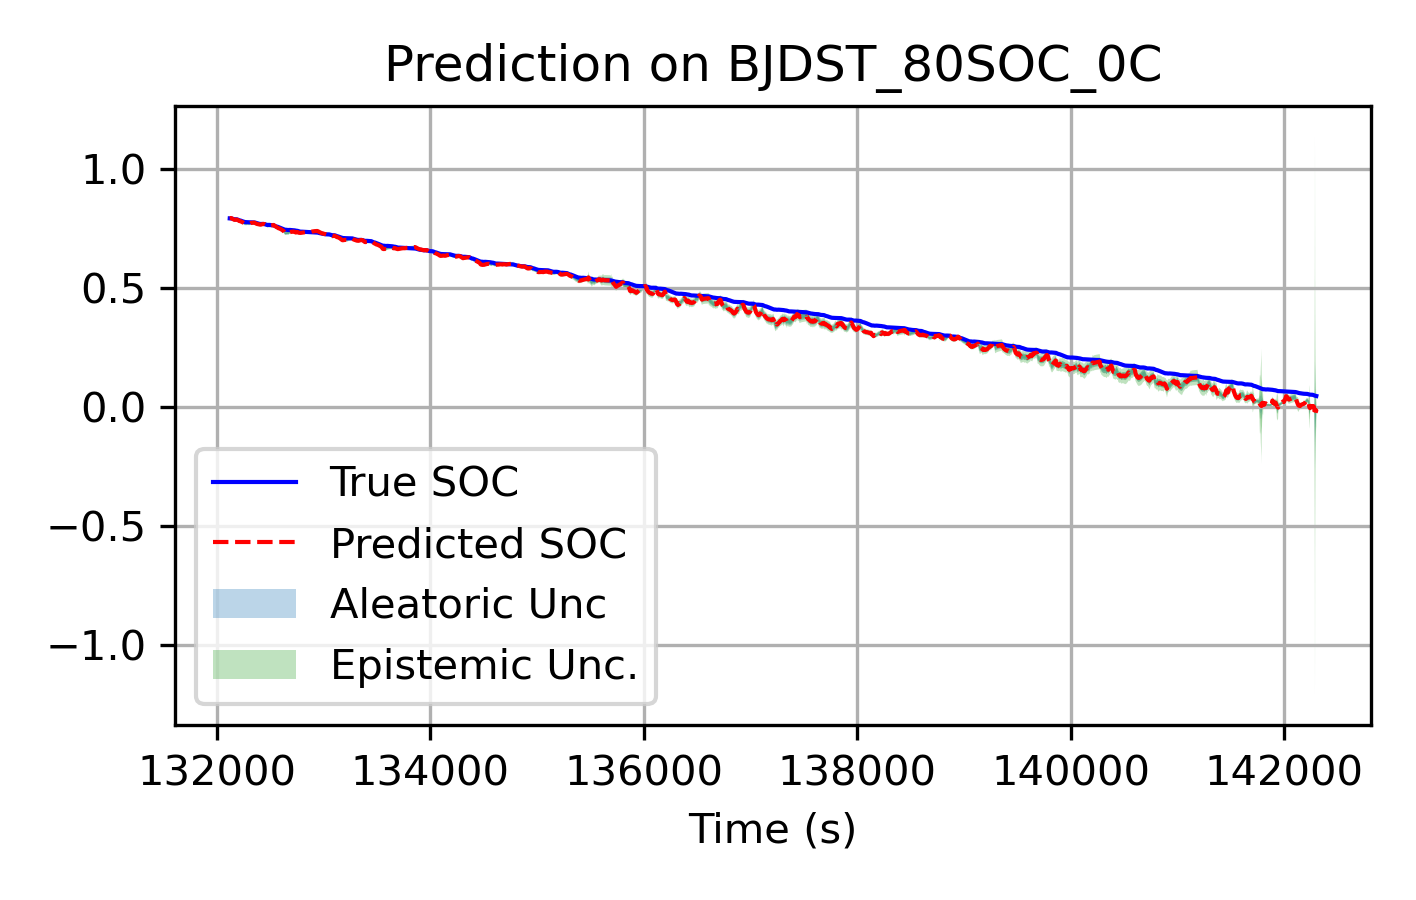 Prediction on BJDST_80SOC_0C
1.0
0.5
0.0
−0.5
−1.0
True SOC
Predicted SOC
Aleatoric Unc
Epistemic Unc.
132000 134000 136000 138000 140000 142000
Time (s)